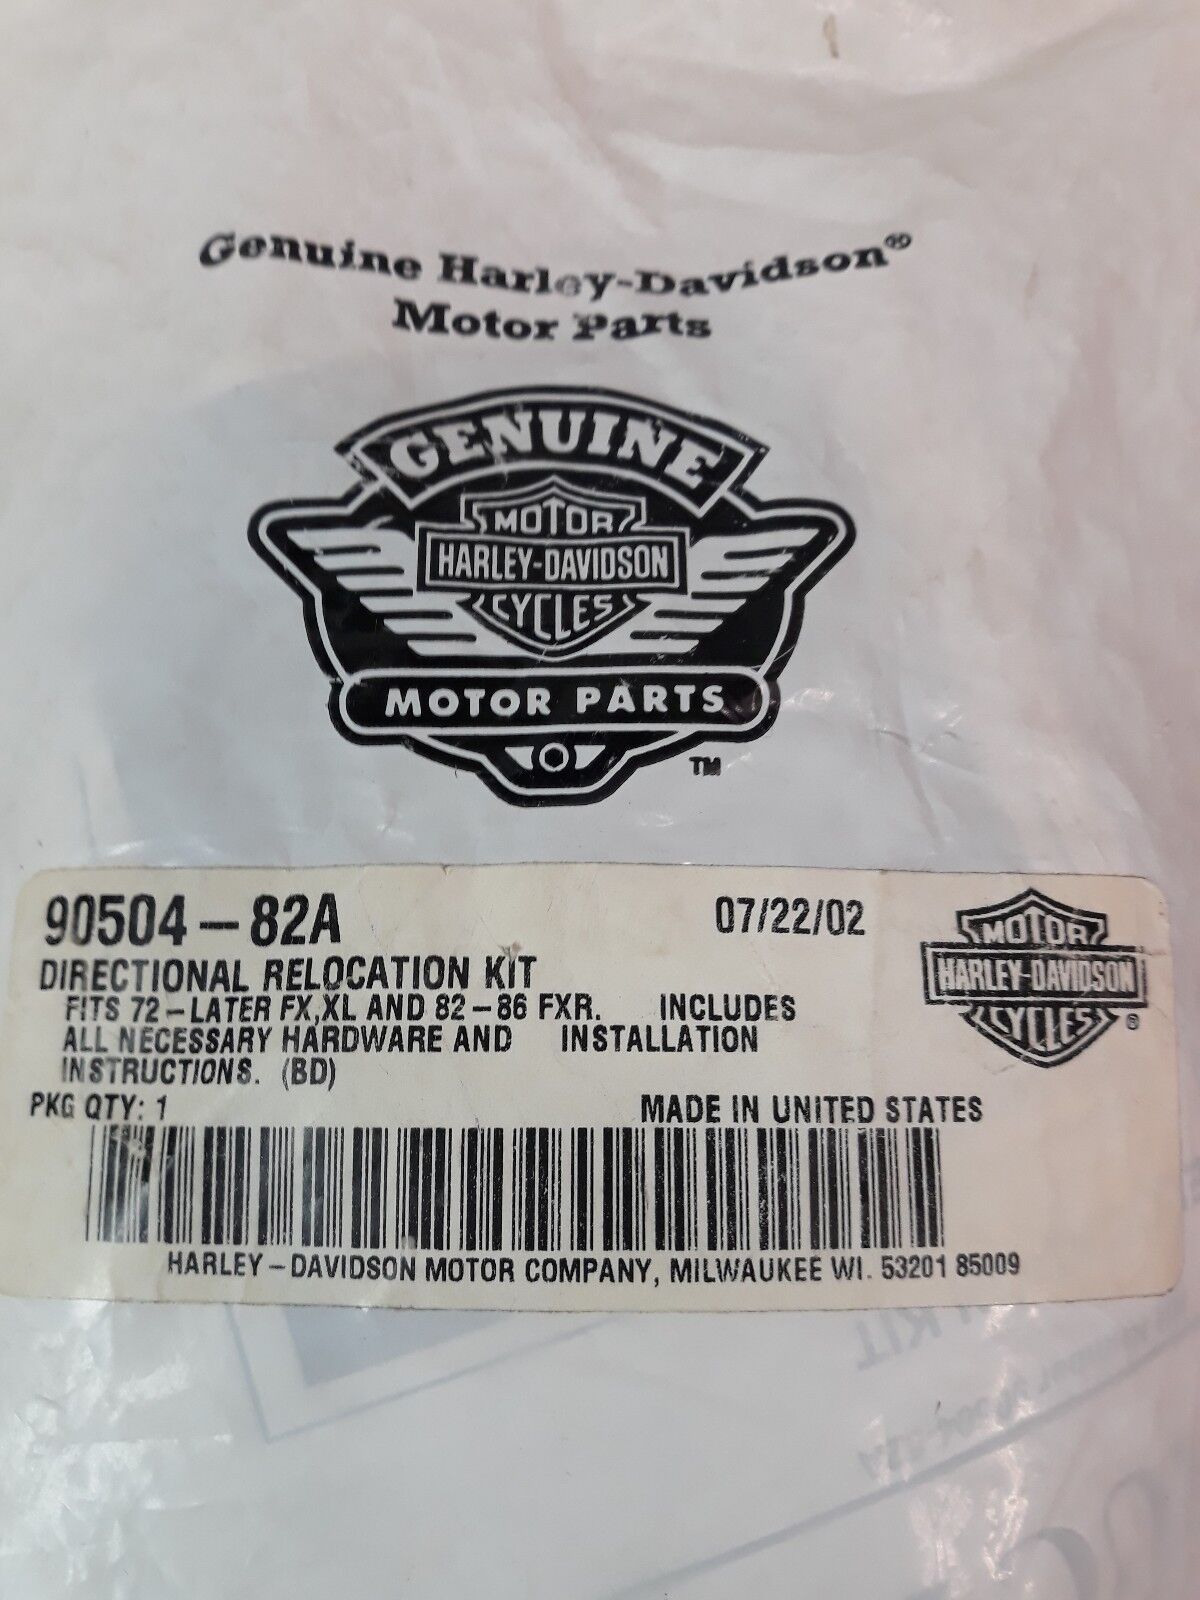 Genuine Harley-Davidson®
Motor Parts
GENUINE
MOTOR
HARLEY-DAVIDSON
CYCLES
MOTOR PARTS
TM
90504-82A 07/22/02
DIRECTIONAL RELOCATION KIT
FITS 72-LATER FX,XL AND 82-86 FXR. INCLUDES
ALL NECESSARY HARDWARE AND INSTALLATION
INSTRUCTIONS. (BD)
PKG QTY: 1 MADE IN UNITED STATES
MOTOR
HARLEY-DAVIDSON
CYCLES®
HARLEY-DAVIDSON MOTOR COMPANY, MILWAUKEE WI. 53201 85009
KIT